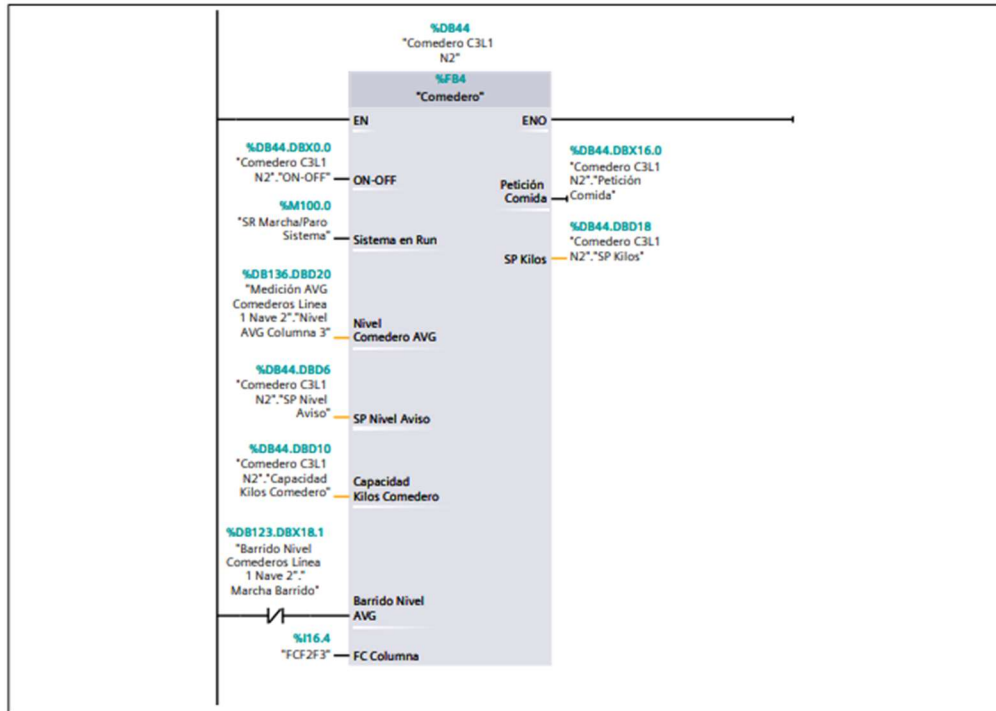 %DB44
"Comedero C3L1
N2"
%FB4
"Comedero"
EN
ENO
%DB44.DBX0.0
"Comedero C3L1
N2"."ON-OFF"
ON-OFF
%M100.0
"SR Marcha/Paro
Sistema"
Sistema en Run
%DB136.DBD20
"Medición AVG
Comederos Linea
1 Nave 2"."Nivel
AVG Columna 3"
Nivel
Comedero AVG
%DB44.DBD6
"Comedero C3L1
N2"."SP Nivel
Aviso"
SP Nivel Aviso
%DB44.DBD10
"Comedero C3L1
N2"."Capacidad
Kilos Comedero"
Capacidad
Kilos Comedero
%DB123.DBX18.1
"Barrido Nivel
Comederos Línea
1 Nave 2"."
Marcha Barrido"
Barrido Nivel
AVG
%I16.4
"FCF2F3"
FC Columna
Petición
Comida
%DB44.DBX16.0
"Comedero C3L1
N2"."Petición
Comida"
SP Kilos
%DB44.DBD18
"Comedero C3L1
N2"."SP Kilos"